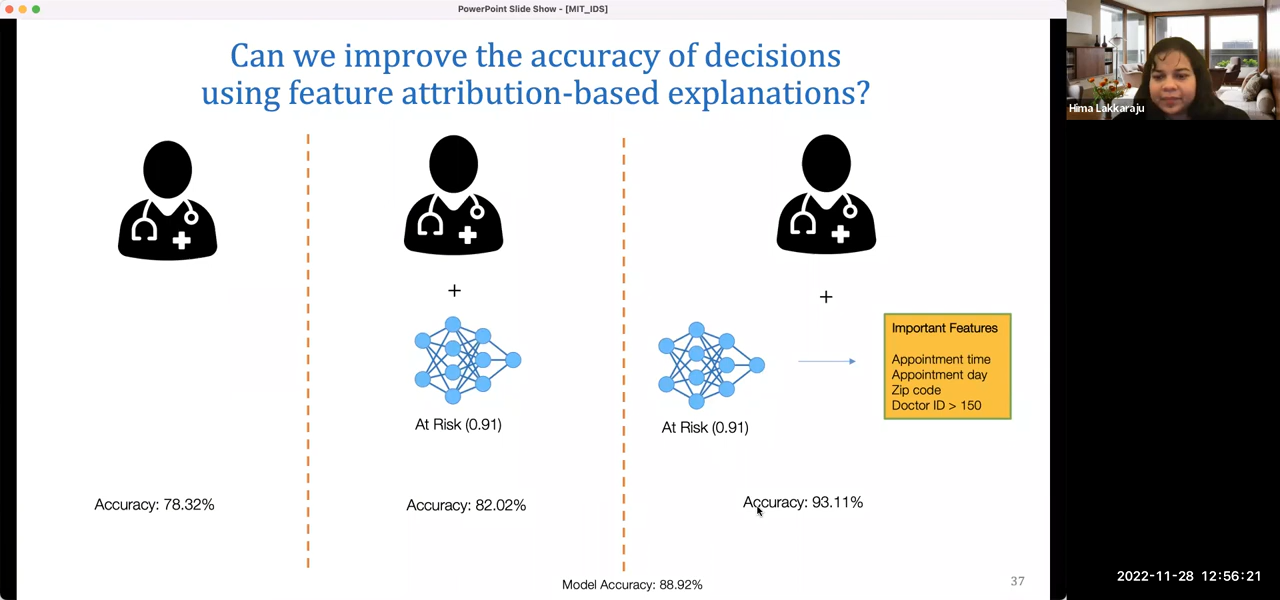 PowerPoint Slide Show - [MIT_IDS]
Can we improve the accuracy of decisions
using feature attribution-based explanations?
Hima Lakkaraju
+
+
Important Features
Appointment time
Appointment day
Zip code
Doctor ID > 150
At Risk (0.91)
At Risk (0.91)
Accuracy: 78.32%
Accuracy: 82.02%
Accuracy: 93.11%
Model Accuracy: 88.92%
37
2022-11-28 12:56:21